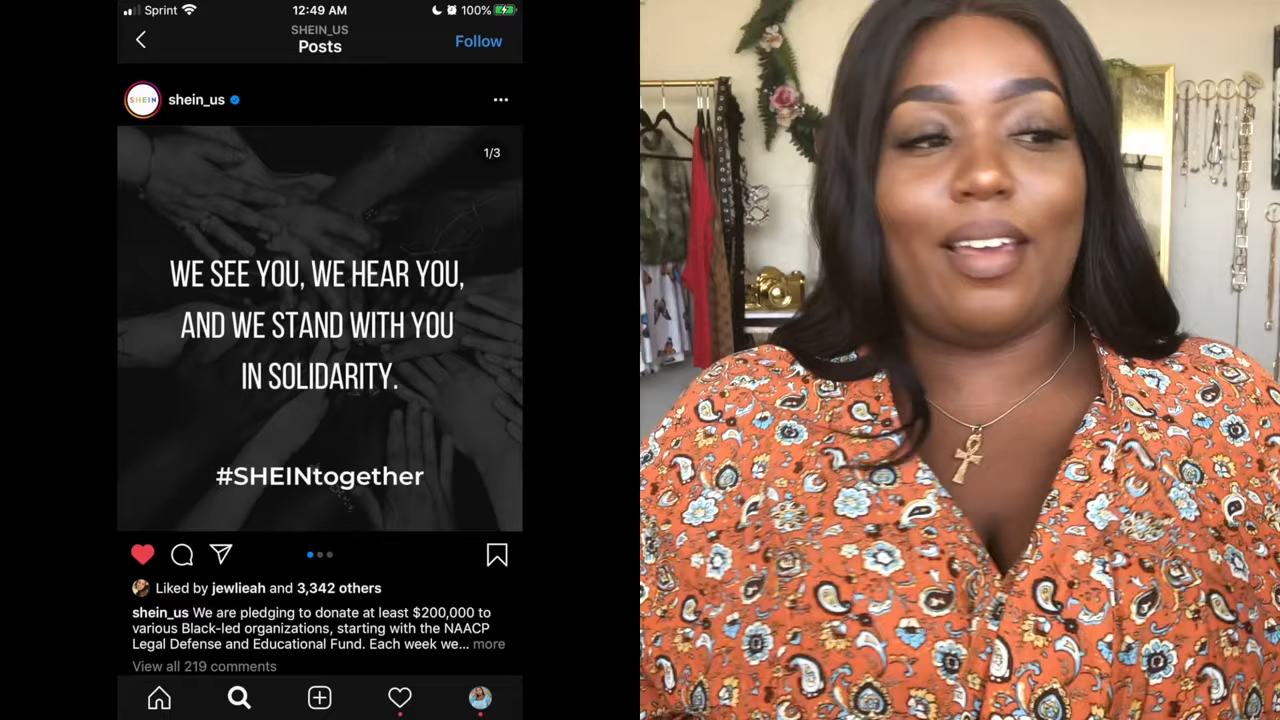 Sprint
12:49 AM
100%
SHEIN_US
Posts
Follow
SHEIN
shein_us
1/3
WE SEE YOU, WE HEAR YOU,
AND WE STAND WITH YOU
IN SOLIDARITY.
#SHEINtogether
Liked by jewlieah and 3,342 others
shein_us We are pledging to donate at least $200,000 to
various Black-led organizations, starting with the NAACP
Legal Defense and Educational Fund. Each week we... more
View all 219 comments